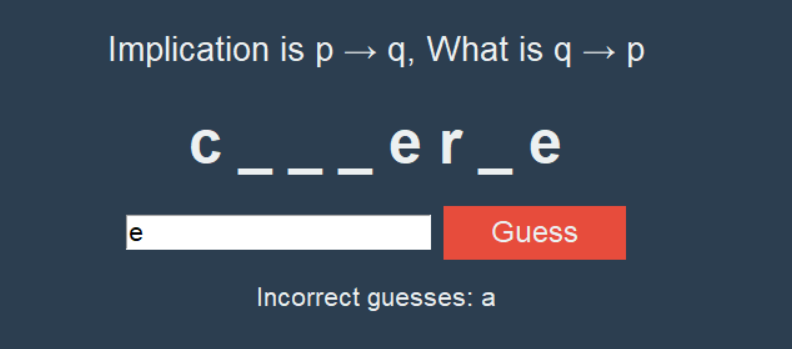 Implication is p → q, What is q → p
c _ _ _ e r _ e
e
Guess
Incorrect guesses: a